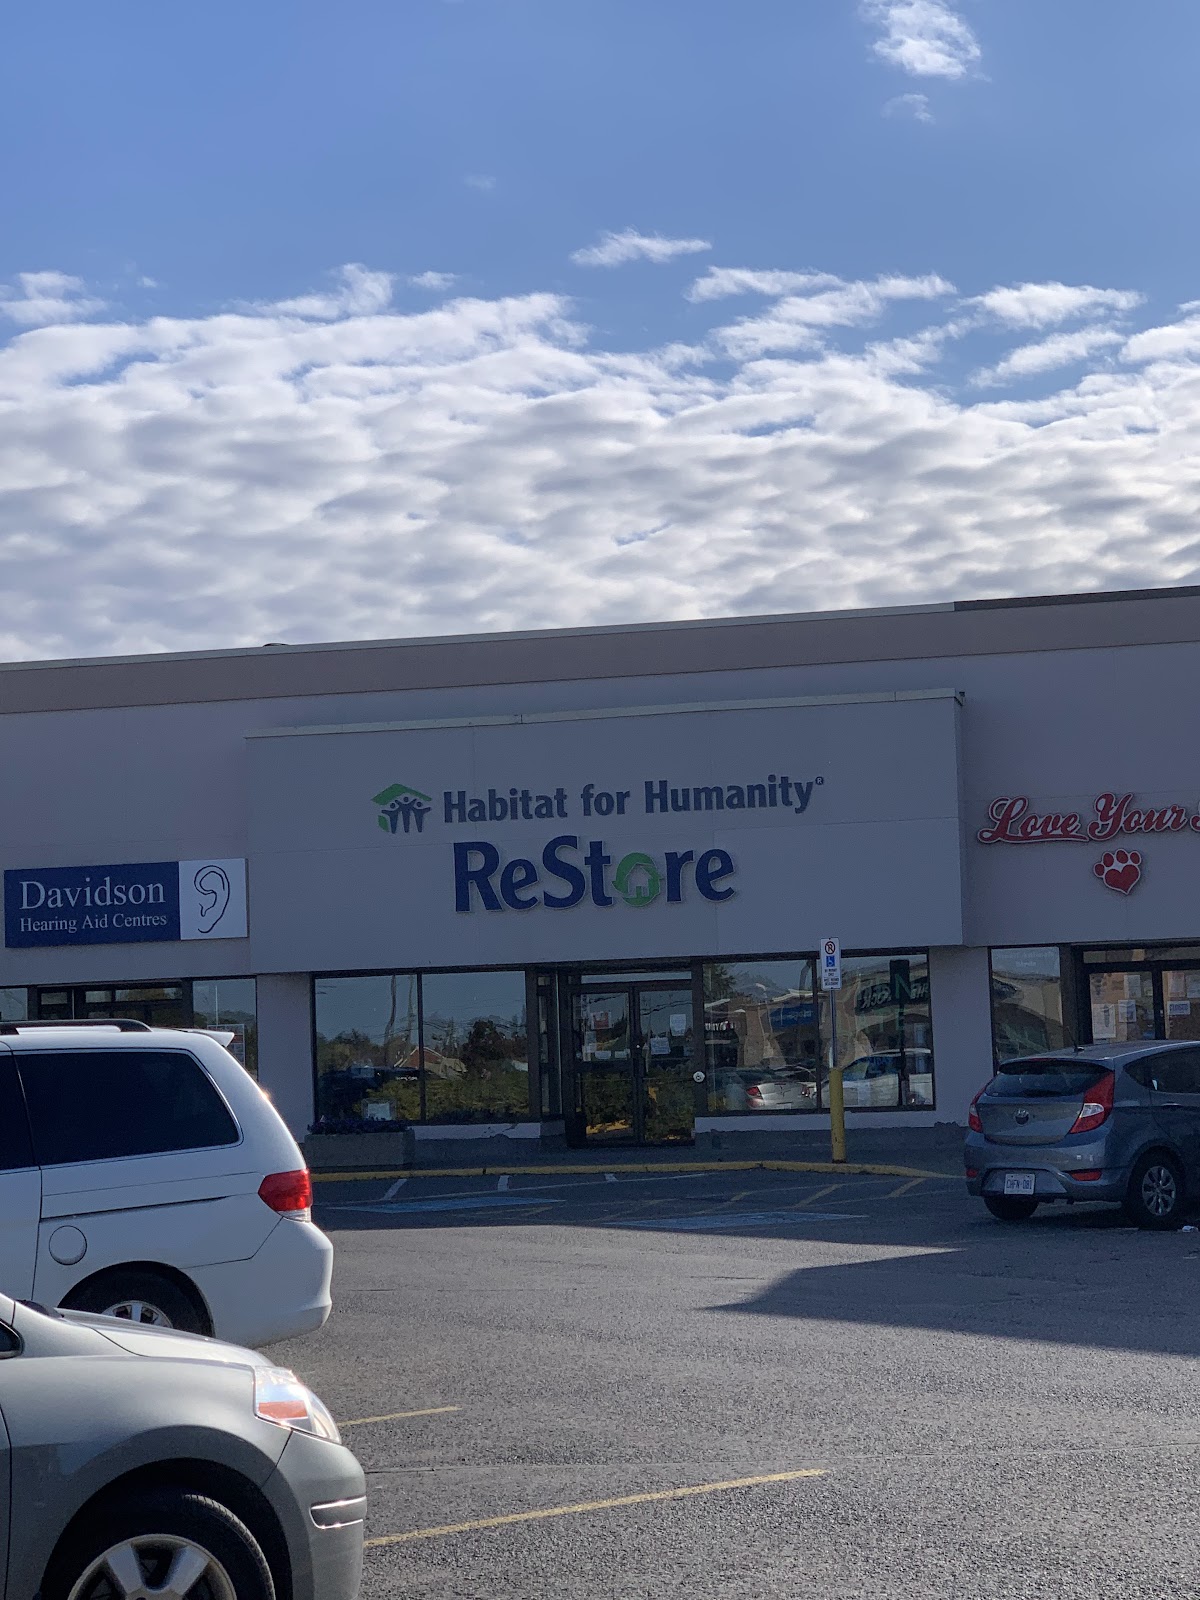 Habitat for Humanity®
ReStore
Davidson
Hearing Aid Centres
Love Your